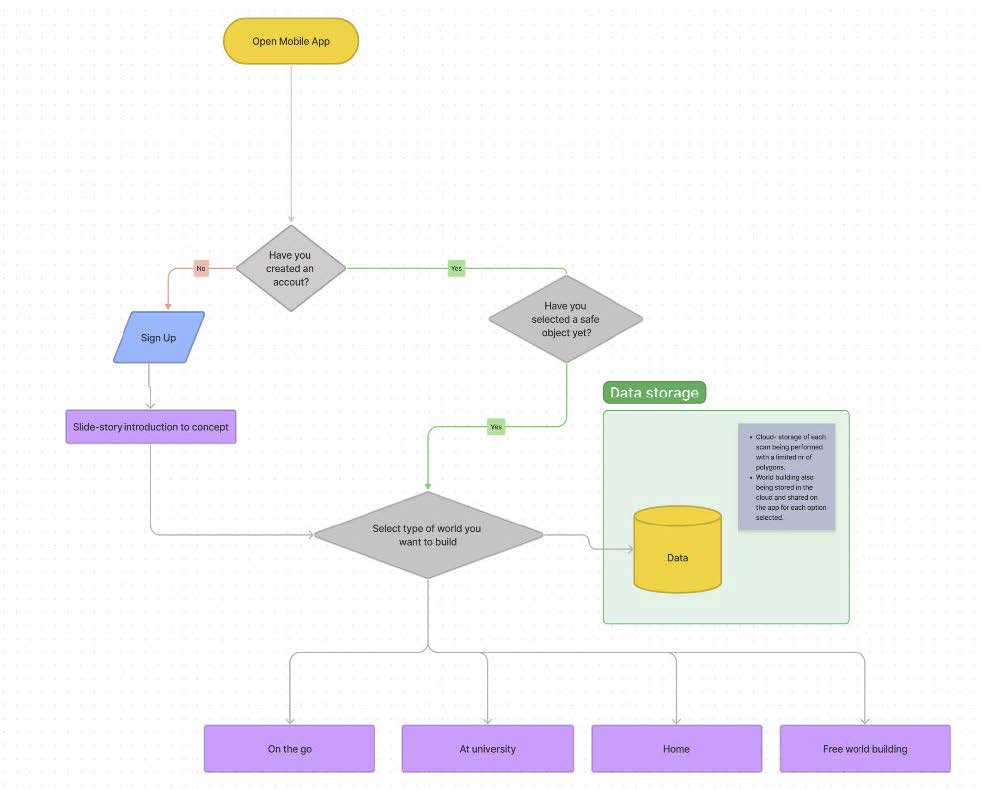 Open Mobile App
Have you
created an
accout?
No
Yes
Have you
selected a safe
object yet?
Sign Up
Data storage
Slide-story introduction to concept
Yes
• Cloud- storage of each
scan being performed
with a limited nr of
polygons.
• World building also
being stored in the
cloud and shared on
the app for each option
selected.
Select type of world you
want to build
Data
On the go
At university
Home
Free world building